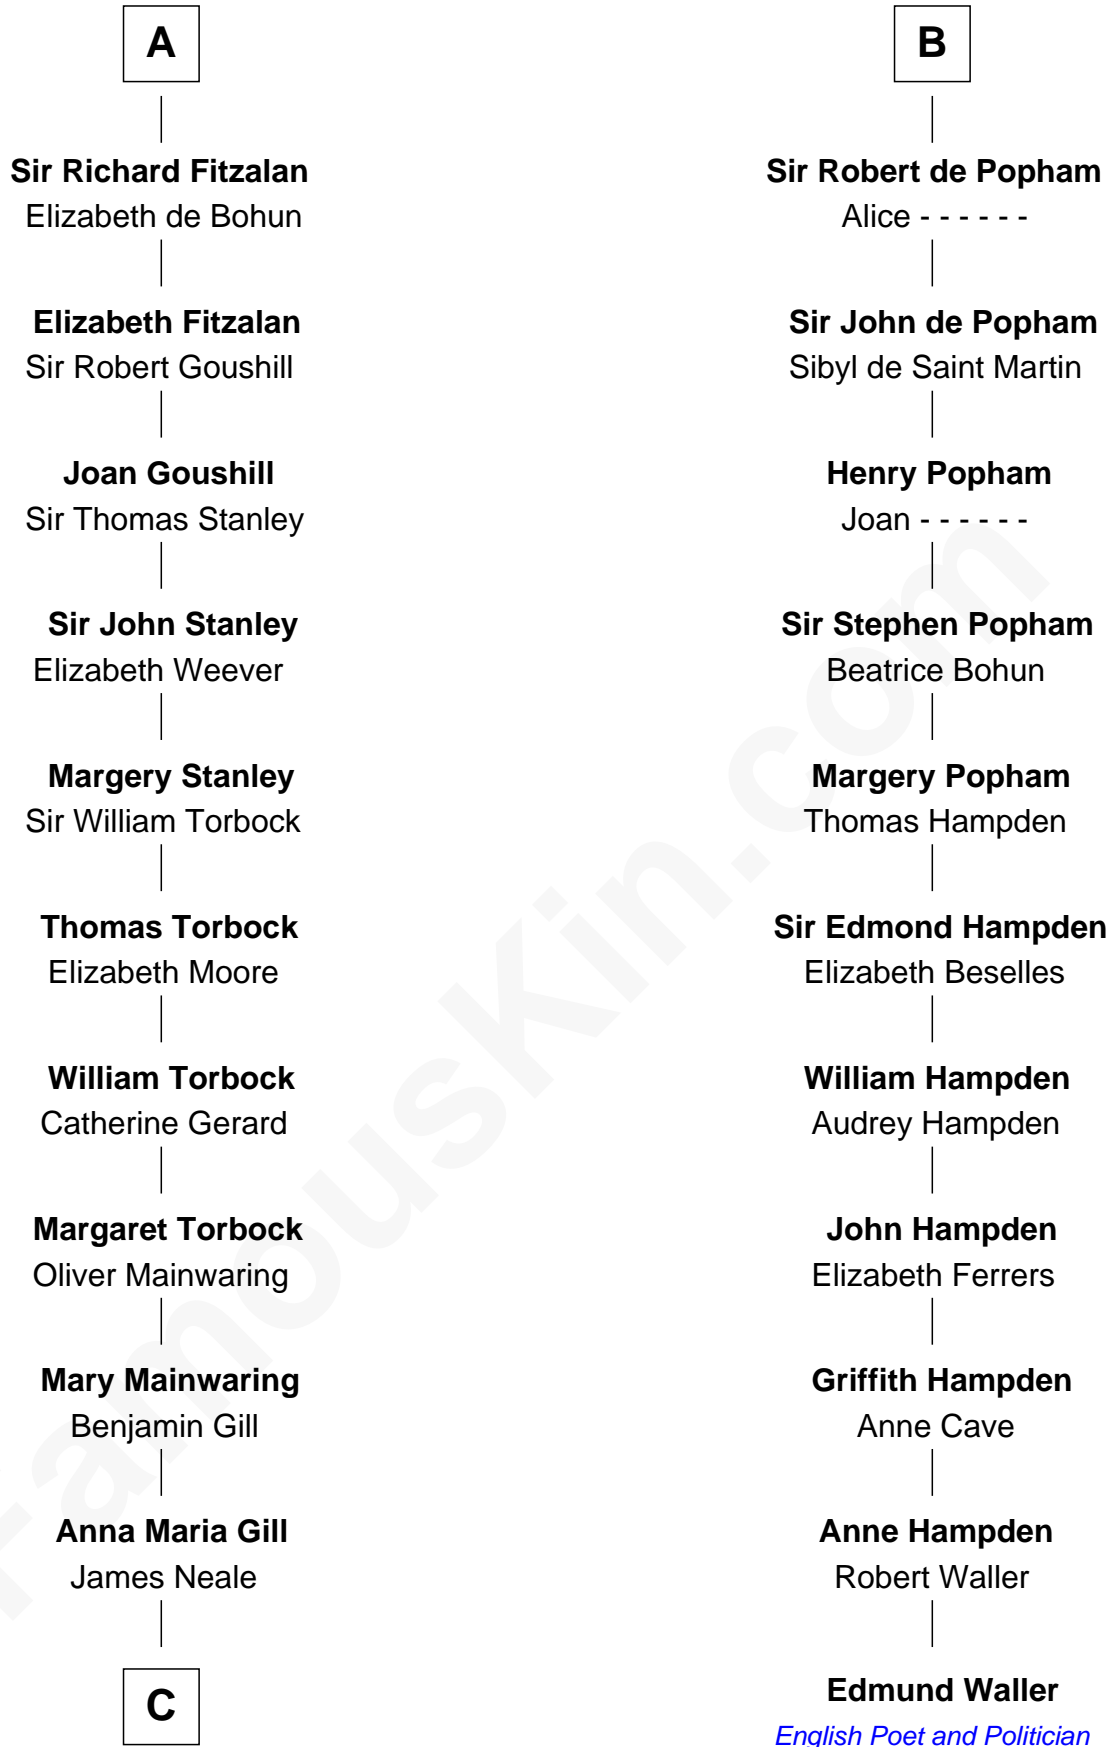 A
Sir Richard Fitzalan
Elizabeth de Bohun
Elizabeth Fitzalan
Sir Robert Goushill
Joan Goushill
Sir Thomas Stanley
Sir John Stanley
Elizabeth Weever
Margery Stanley
Sir William Torbock
Thomas Torbock
Elizabeth Moore
William Torbock
Catherine Gerard
Margaret Torbock
Oliver Mainwaring
Mary Mainwaring
Benjamin Gill
Anna Maria Gill
James Neale
C
B
Sir Robert de Popham
Alice - - - - - -
Sir John de Popham
Sibyl de Saint Martin
Henry Popham
Joan - - - - - -
Sir Stephen Popham
Beatrice Bohun
Margery Popham
Thomas Hampden
Sir Edmond Hampden
Elizabeth Beselles
William Hampden
Audrey Hampden
John Hampden
Elizabeth Ferrers
Griffith Hampden
Anne Cave
Anne Hampden
Robert Waller
Edmund Waller
English Poet and Politician
FamousKin.com